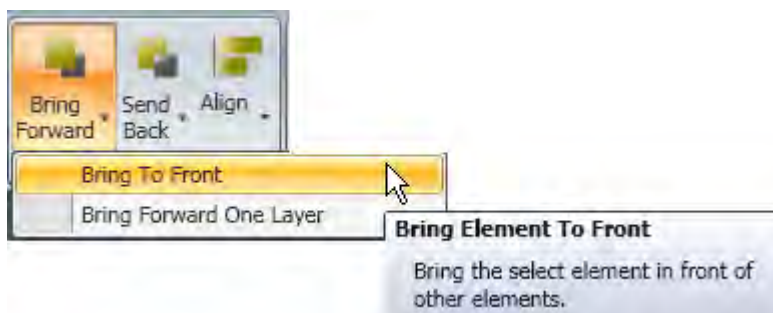 Bring Forward
Send Back
Align
Bring To Front
Bring Forward One Layer
Bring Element To Front
Bring the select element in front of
other elements.